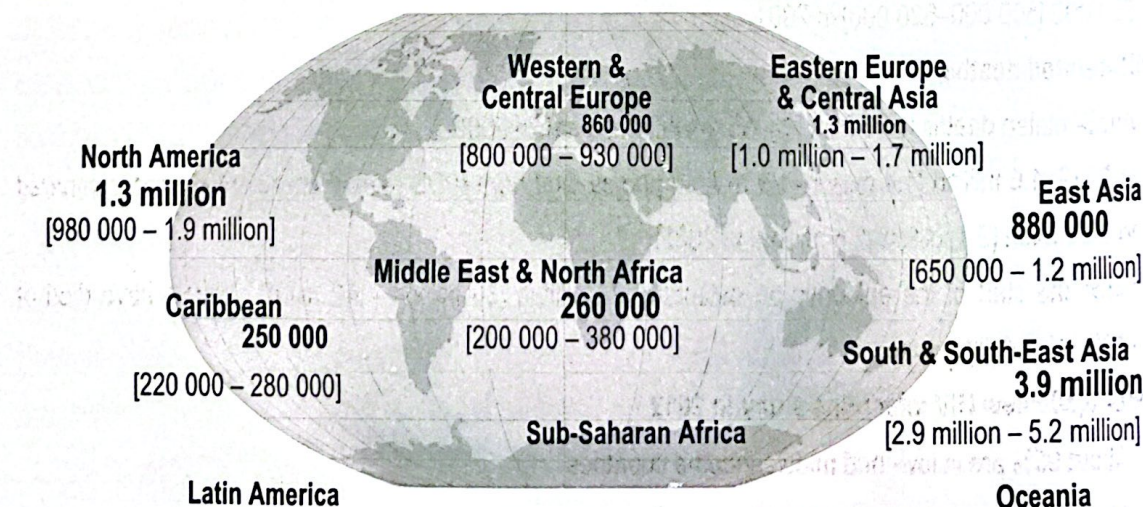 Western &
Central Europe
860 000
[800 000 – 930 000]
Eastern Europe
& Central Asia
1.3 million
[1.0 million – 1.7 million]
North America
1.3 million
[980 000 – 1.9 million]
East Asia
880 000
[650 000 – 1.2 million]
Middle East & North Africa
260 000
[200 000 – 380 000]
Caribbean
250 000
[220 000 – 280 000]
South & South-East Asia
3.9 million
[2.9 million – 5.2 million]
Sub-Saharan Africa
Latin America
Oceania